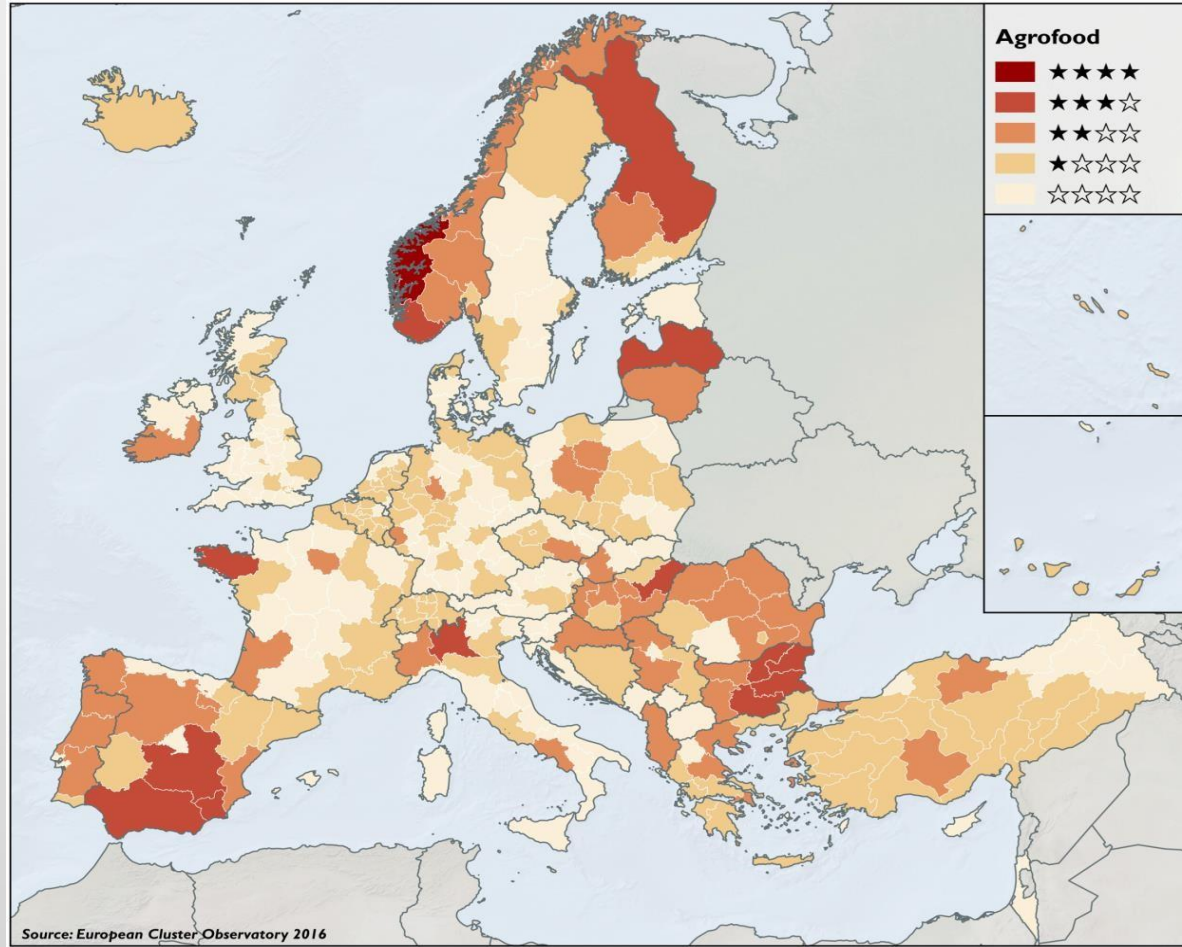 Agrofood
★★★★
★★★☆
★★☆☆
★☆☆☆
☆☆☆☆
Source: European Cluster Observatory 2016